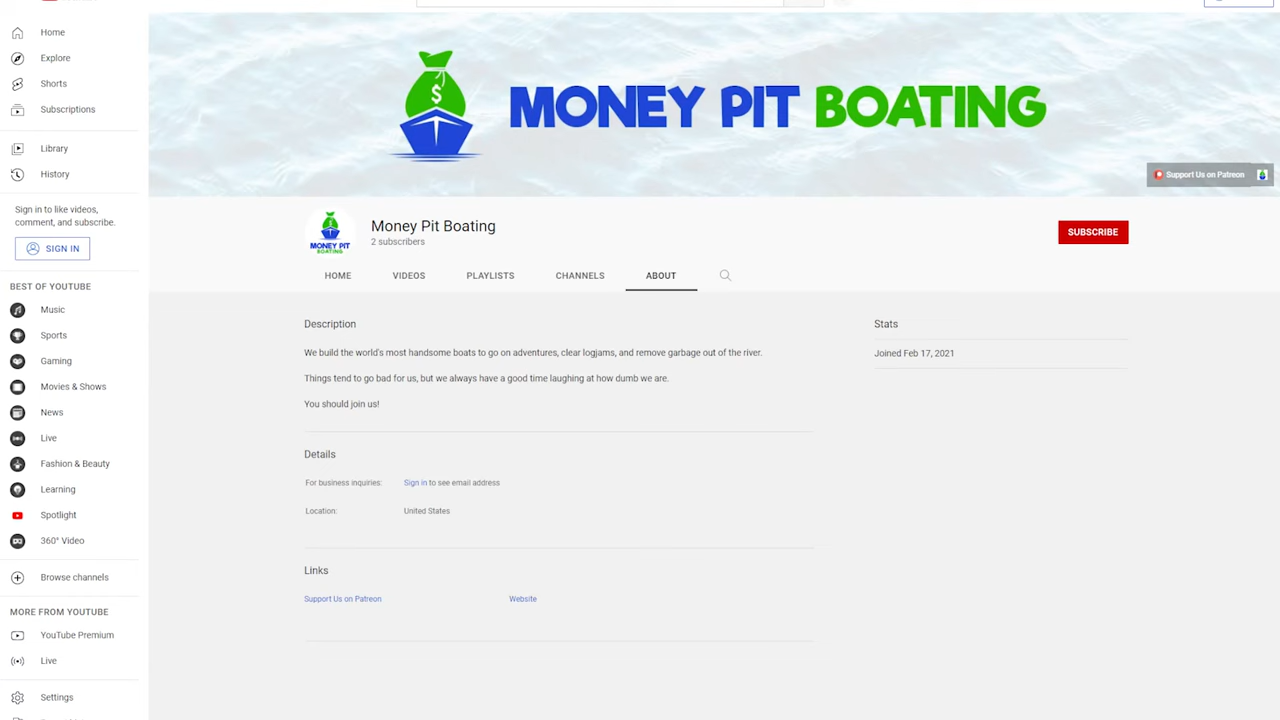 Home
Explore
Shorts
Subscriptions
Library
History
Sign in to like videos,
comment, and subscribe.
SIGN IN
BEST OF YOUTUBE
Music
Sports
Gaming
Movies & Shows
News
Live
Fashion & Beauty
Learning
Spotlight
360° Video
Browse channels
MORE FROM YOUTUBE
YouTube Premium
Live
Settings
$
MONEY PIT BOATING
Support Us on Patreon
MONEY PIT
BOATING
Money Pit Boating
2 subscribers
SUBSCRIBE
HOME VIDEOS PLAYLISTS CHANNELS ABOUT
Description
We build the world's most handsome boats to go on adventures, clear logjams, and remove garbage out of the river.
Things tend to go bad for us, but we always have a good time laughing at how dumb we are.
You should join us!
Details
For business inquiries: Sign in to see email address
Location: United States
Links
Support Us on Patreon Website
Stats
Joined Feb 17, 2021